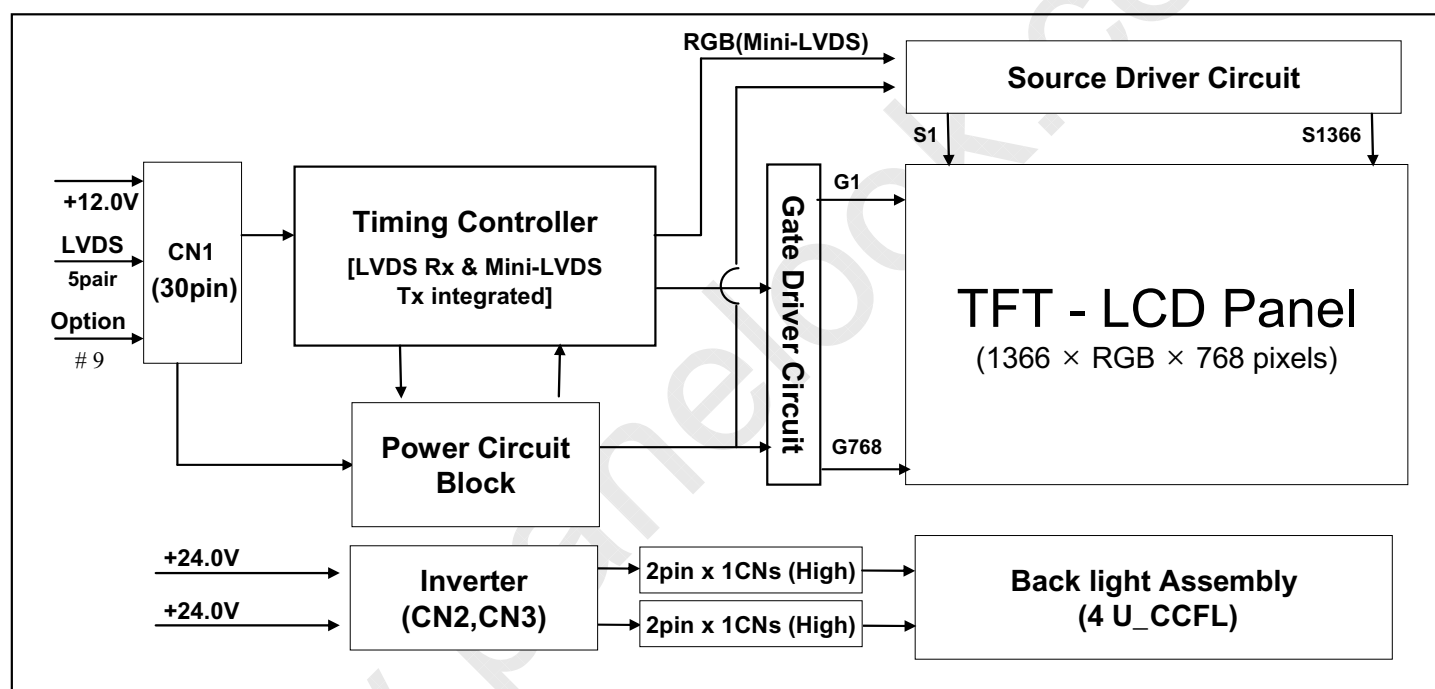 RGB(Mini-LVDS)
Source Driver Circuit
S1
S1366
+12.0V
LVDS
5pair
Option
# 9
CN1
(30pin)
Timing Controller
[LVDS Rx & Mini-LVDS
Tx integrated]
Power Circuit
Block
Gate Driver Circuit
G1
G768
TFT - LCD Panel
(1366 × RGB × 768 pixels)
+24.0V
+24.0V
Inverter
(CN2,CN3)
2pin x 1CNs (High)
2pin x 1CNs (High)
Back light Assembly
(4 U_CCFL)
panelook.co